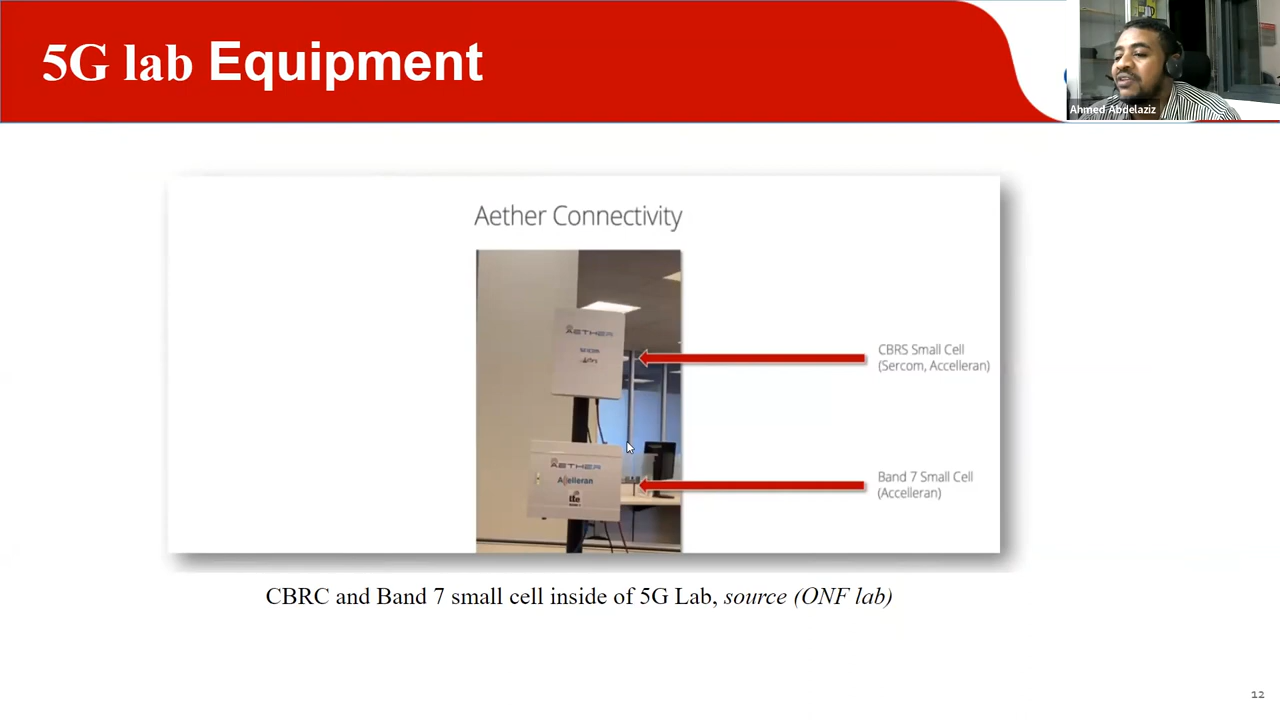 5G lab Equipment
Ahmed Abdelaziz
Aether Connectivity
AETHER
CBRS Small Cell
(Sercom, Accelleran)
AETHER
Accelleran
lte
Band 7 Small Cell
(Accelleran)
CBRC and Band 7 small cell inside of 5G Lab, source (ONF lab)
12